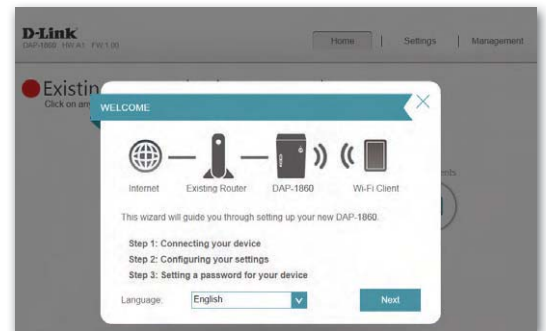 D-Link
DAP-1860 HW A1 FW 1.00
Home | Settings | Management
Existin
Click on any
WELCOME
Internet
Existing Router
DAP-1860
Wi-Fi Client
This wizard will guide you through setting up your new DAP-1860.
Step 1: Connecting your device
Step 2: Configuring your settings
Step 3: Setting a password for your device
Language: English
Next